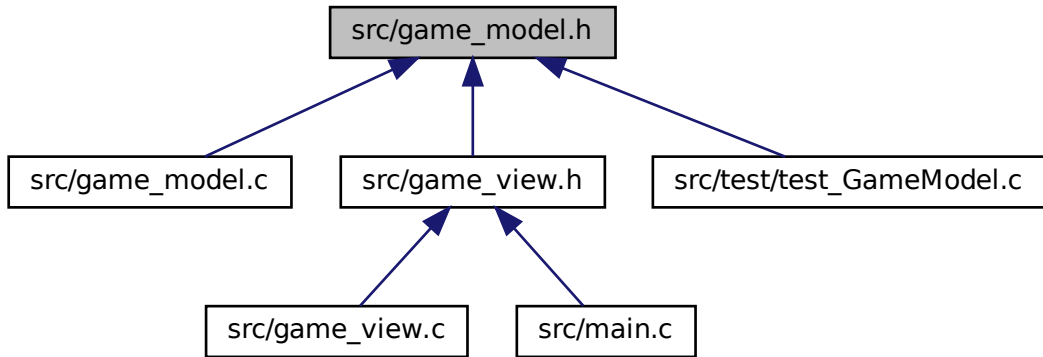 src/game_model.h
src/game_model.c
src/game_view.h
src/test/test_GameModel.c
src/game_view.c
src/main.c